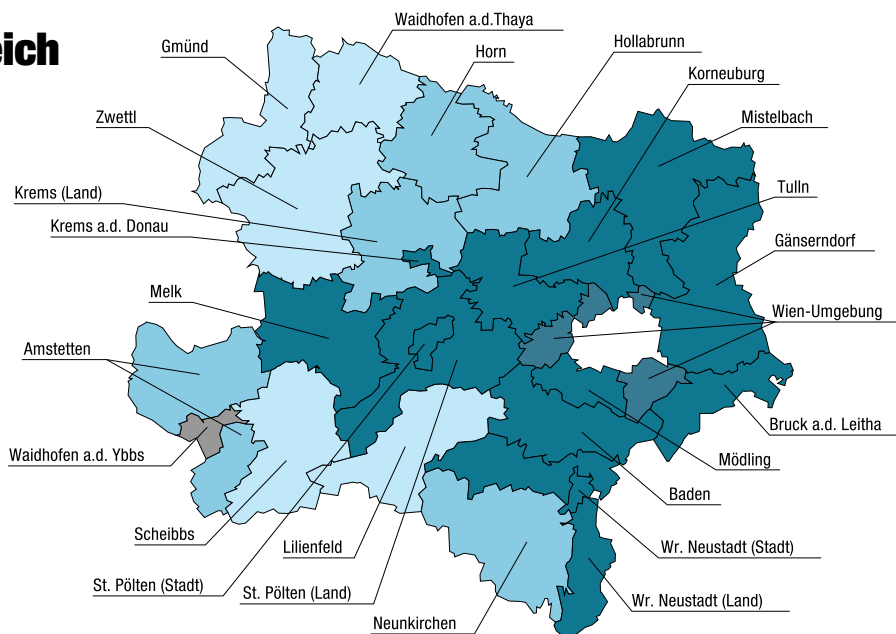 eich
Waidhofen a.d.Thaya
Gmünd
Horn
Hollabrunn
Korneburg
Zwettl
Mistelbach
Krems (Land)
Tulln
Krems a.d. Donau
Gänserndorf
Melk
Wien-Umgebung
Amstetten
Bruck a.d. Leitha
Waidhofen a.d. Ybbs
Mödling
Baden
Scheibbs
Lilienfeld
Wr. Neustadt (Stadt)
St. Pölten (Stadt)
St. Pölten (Land)
Wr. Neustadt (Land)
Neunkirchen